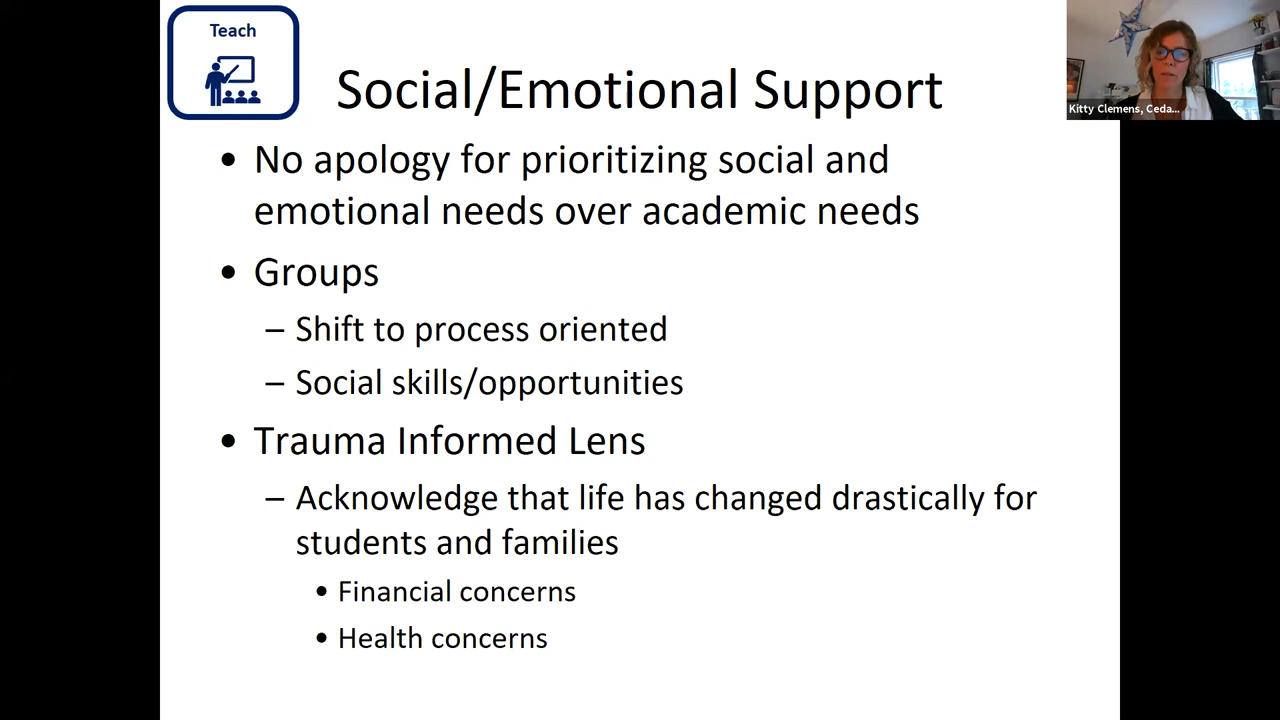 Teach
Social/Emotional Support
• No apology for prioritizing social and
emotional needs over academic needs
• Groups
– Shift to process oriented
– Social skills/opportunities
• Trauma Informed Lens
– Acknowledge that life has changed drastically for
students and families
• Financial concerns
• Health concerns
Kitty Clemens, Ceda...